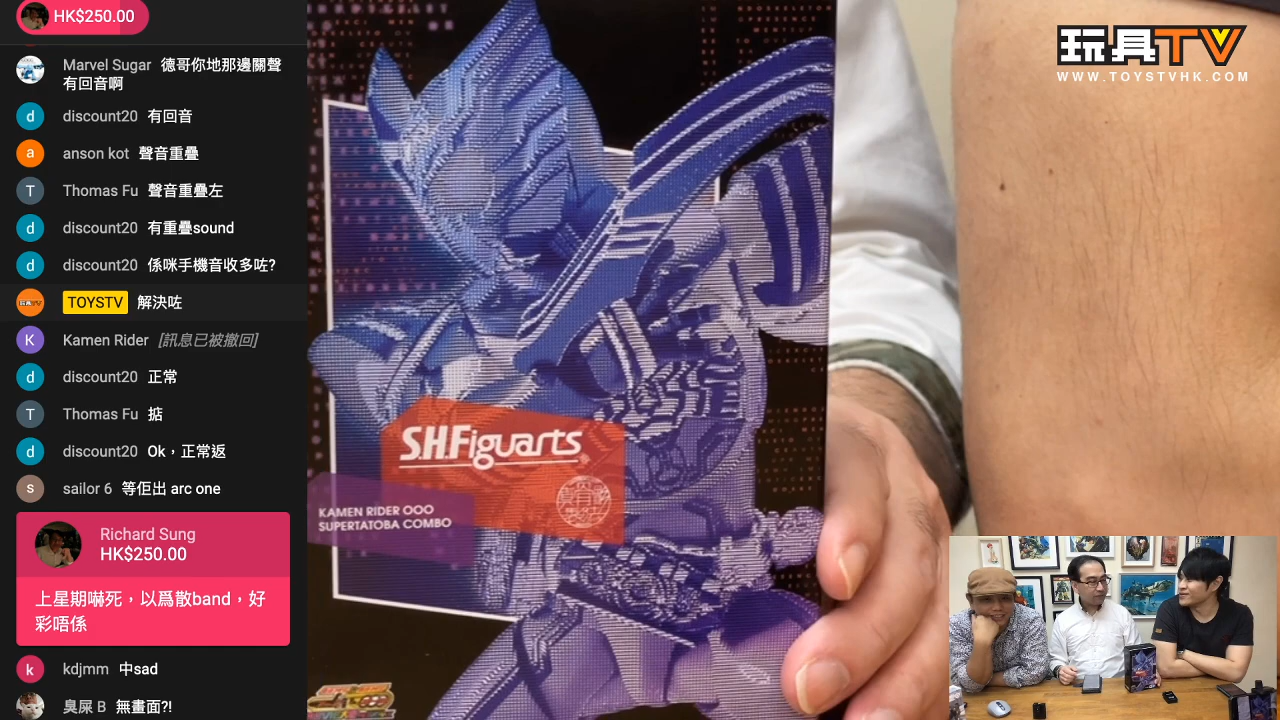 HK$250.00
Marvel Sugar 德哥你地那邊關聲
有回音啊
discount20 有回音
anson kot 聲音重疊
Thomas Fu 聲音重疊左
discount20 有重疊sound
discount20 係咪手機音收多咗?
TOYSTV 解決咗
Kamen Rider [訊息已被撤回]
discount20 正常
Thomas Fu 掂
discount20 Ok，正常返
sailor 6 等佢出 arc one
Richard Sung
HK$250.00
上星期嚇死，以爲散band，好
彩唔係
kdjmm 中sad
臭屎 B 無畫面?!
S.H.Figuarts
KAMEN RIDER OOO
SUPERTATOBA COMBO
玩具TV
WWW.TOYSTVHK.COM